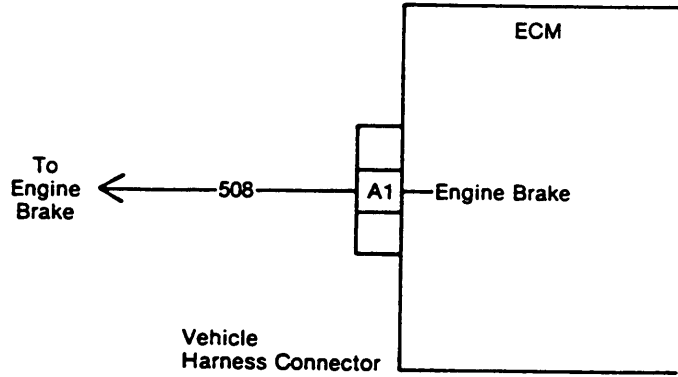 ECM
To
Engine
Brake
508
A1
Engine Brake
Vehicle
Harness Connector